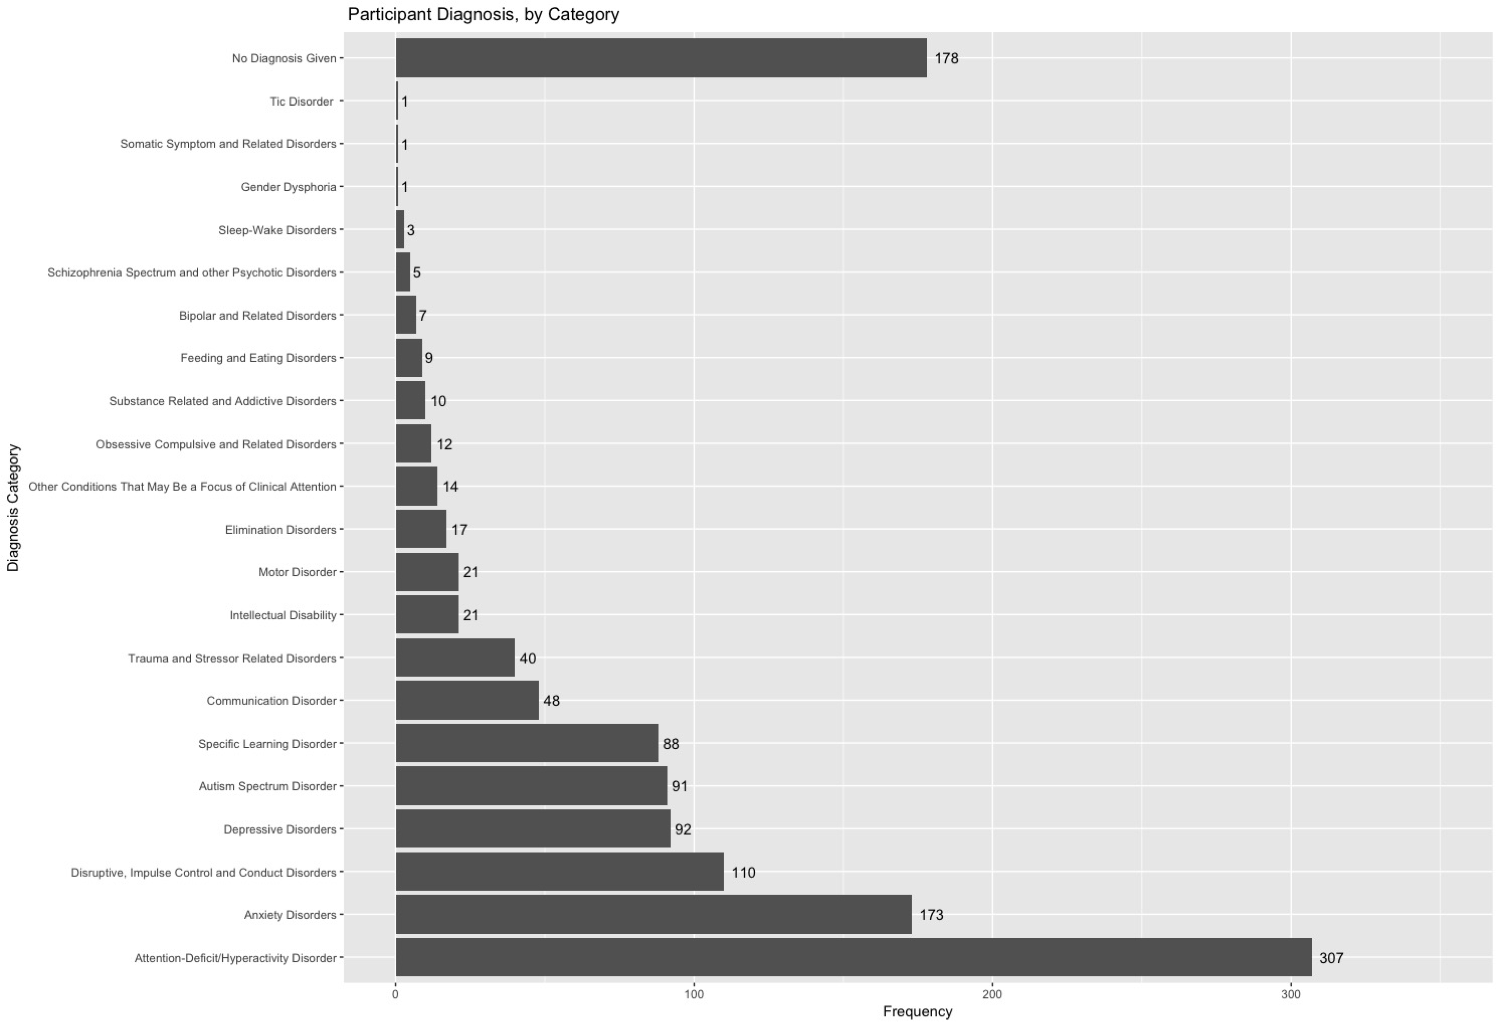 Participant Diagnosis, by Category
No Diagnosis Given 178
Tic Disorder 1
Somatic Symptom and Related Disorders 1
Gender Dysphoria 1
Sleep-Wake Disorders 3
Schizophrenia Spectrum and other Psychotic Disorders 5
Bipolar and Related Disorders 7
Feeding and Eating Disorders 9
Substance Related and Addictive Disorders 10
Obsessive Compulsive and Related Disorders 12
Other Conditions That May Be a Focus of Clinical Attention 14
Elimination Disorders 17
Motor Disorder 21
Intellectual Disability 21
Trauma and Stressor Related Disorders 40
Communication Disorder 48
Specific Learning Disorder 88
Autism Spectrum Disorder 91
Depressive Disorders 92
Disruptive, Impulse Control and Conduct Disorders 110
Anxiety Disorders 173
Attention-Deficit/Hyperactivity Disorder 307
0 100 200 300
Frequency
Diagnosis Category